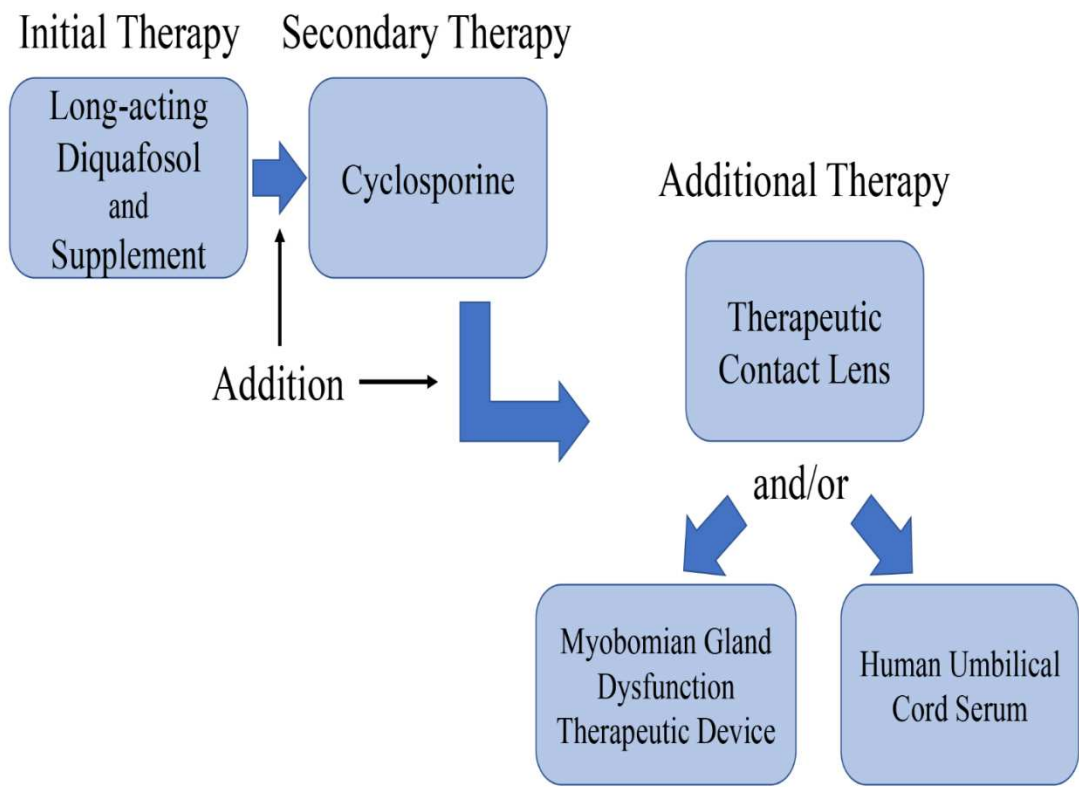 Initial Therapy
Secondary Therapy
Long-acting
Diquafosol
and
Supplement
Cyclosporine
Additional Therapy
Addition
Therapeutic
Contact Lens
and/or
Myobomian Gland
Dysfunction
Therapeutic Device
Human Umbilical
Cord Serum